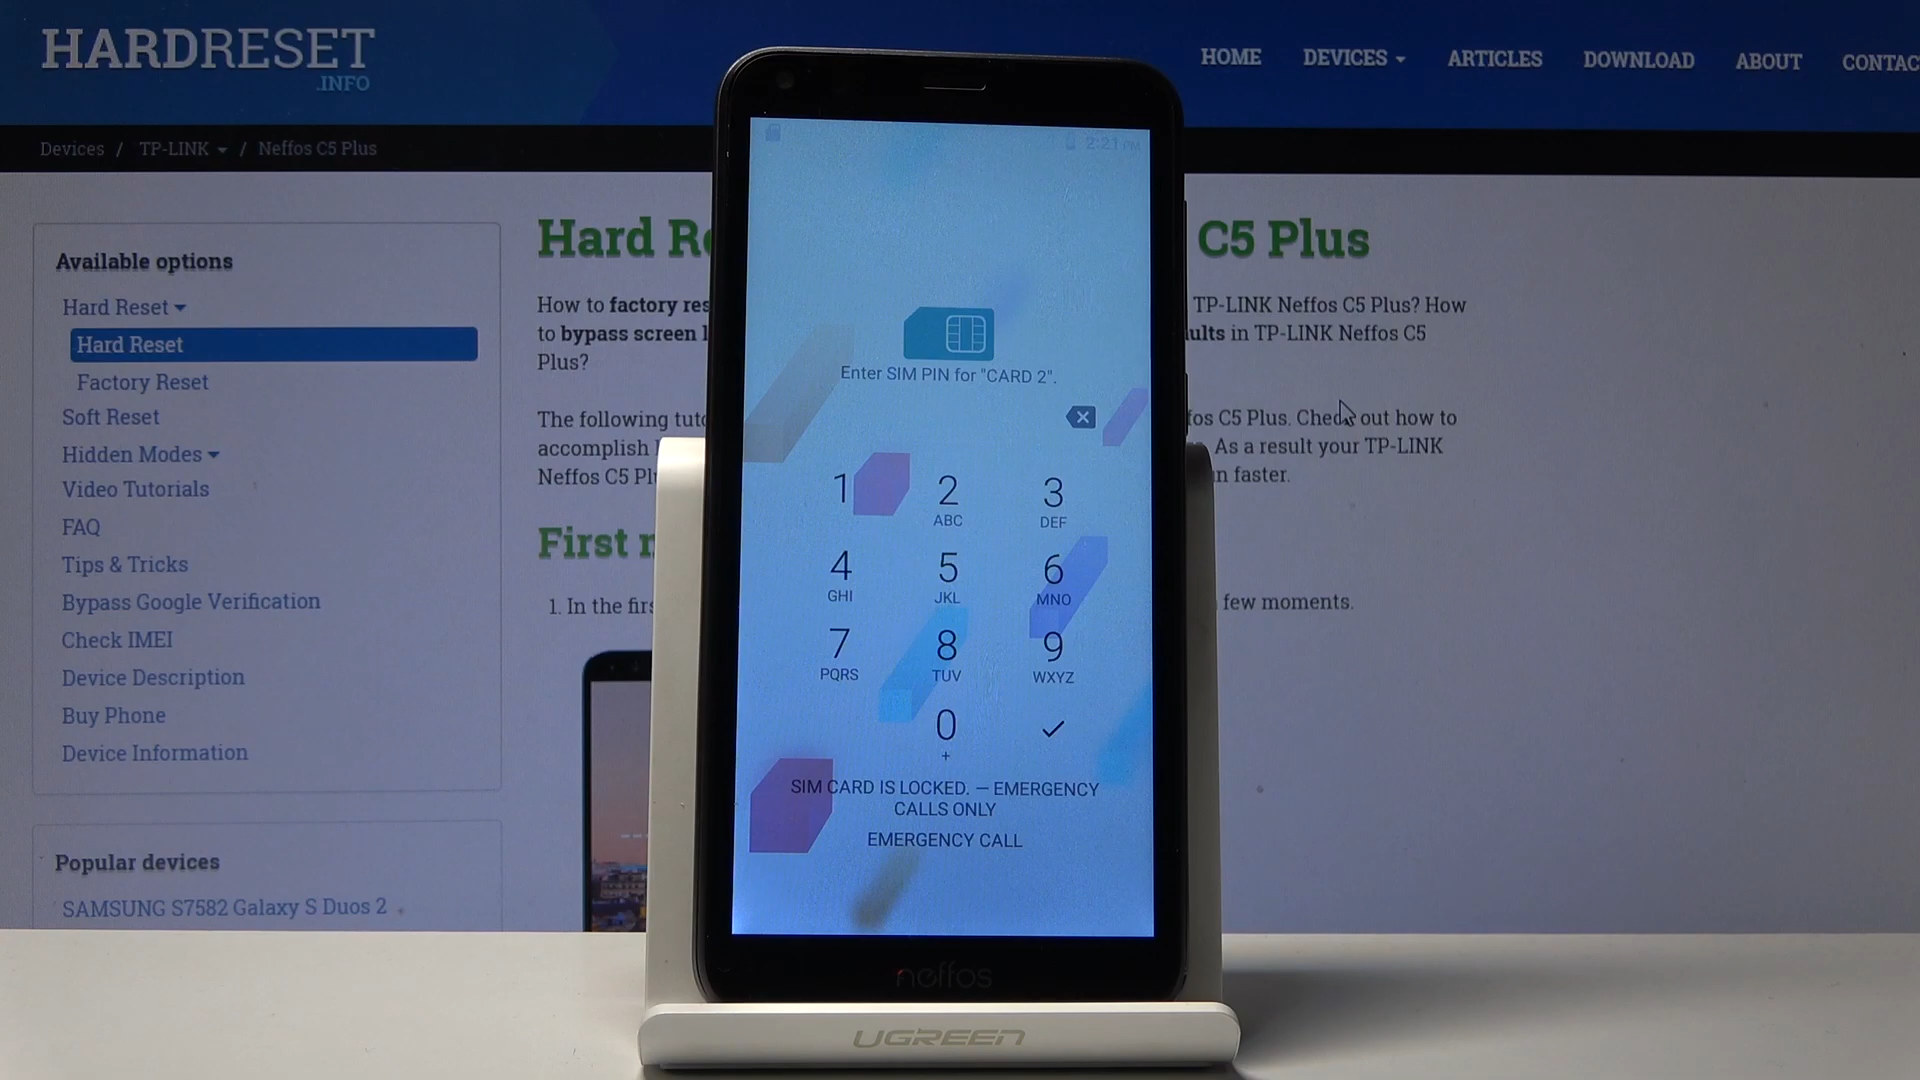 HARDRESET
.INFO
HOME
DEVICES
ARTICLES
DOWNLOAD
ABOUT
CONTAC
Devices / TP-LINK / Neffos C5 Plus
Available options
Hard Reset
Hard Reset
Factory Reset
Soft Reset
Hidden Modes
Video Tutorials
FAQ
Tips & Tricks
Bypass Google Verification
Check IMEI
Device Description
Buy Phone
Device Information
Popular devices
SAMSUNG S7582 Galaxy S Duos 2
Hard Re C5 Plus
How to factory res TP-LINK Neffos C5 Plus? How
to bypass screen l ults in TP-LINK Neffos C5
Plus?
The following tuto fos C5 Plus. Check out how to
accomplish As a result your TP-LINK
Neffos C5 Plu n faster.
First
1. In the firs few moments.
2:21 PM
Enter SIM PIN for "CARD 2".
1
2
ABC
3
DEF
4
GHI
5
JKL
6
MNO
7
PQRS
8
TUV
9
WXYZ
0
+
SIM CARD IS LOCKED. — EMERGENCY
CALLS ONLY
EMERGENCY CALL
neffos
UGREEN